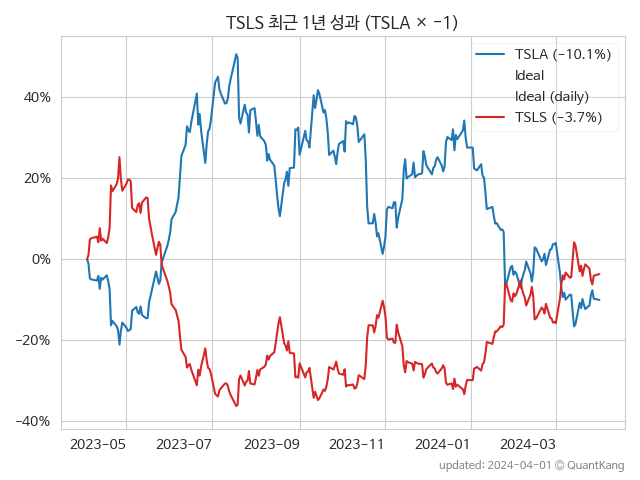 TSLS 최근 1년 성과 (TSLA × −1)
TSLA (−10.1%)
Ideal
Ideal (daily)
TSLS (−3.7%)
40%
20%
0%
−20%
−40%
2023−05
2023−07
2023−09
2023−11
2024−01
2024−03
updated: 2024−04−01 © QuantKang